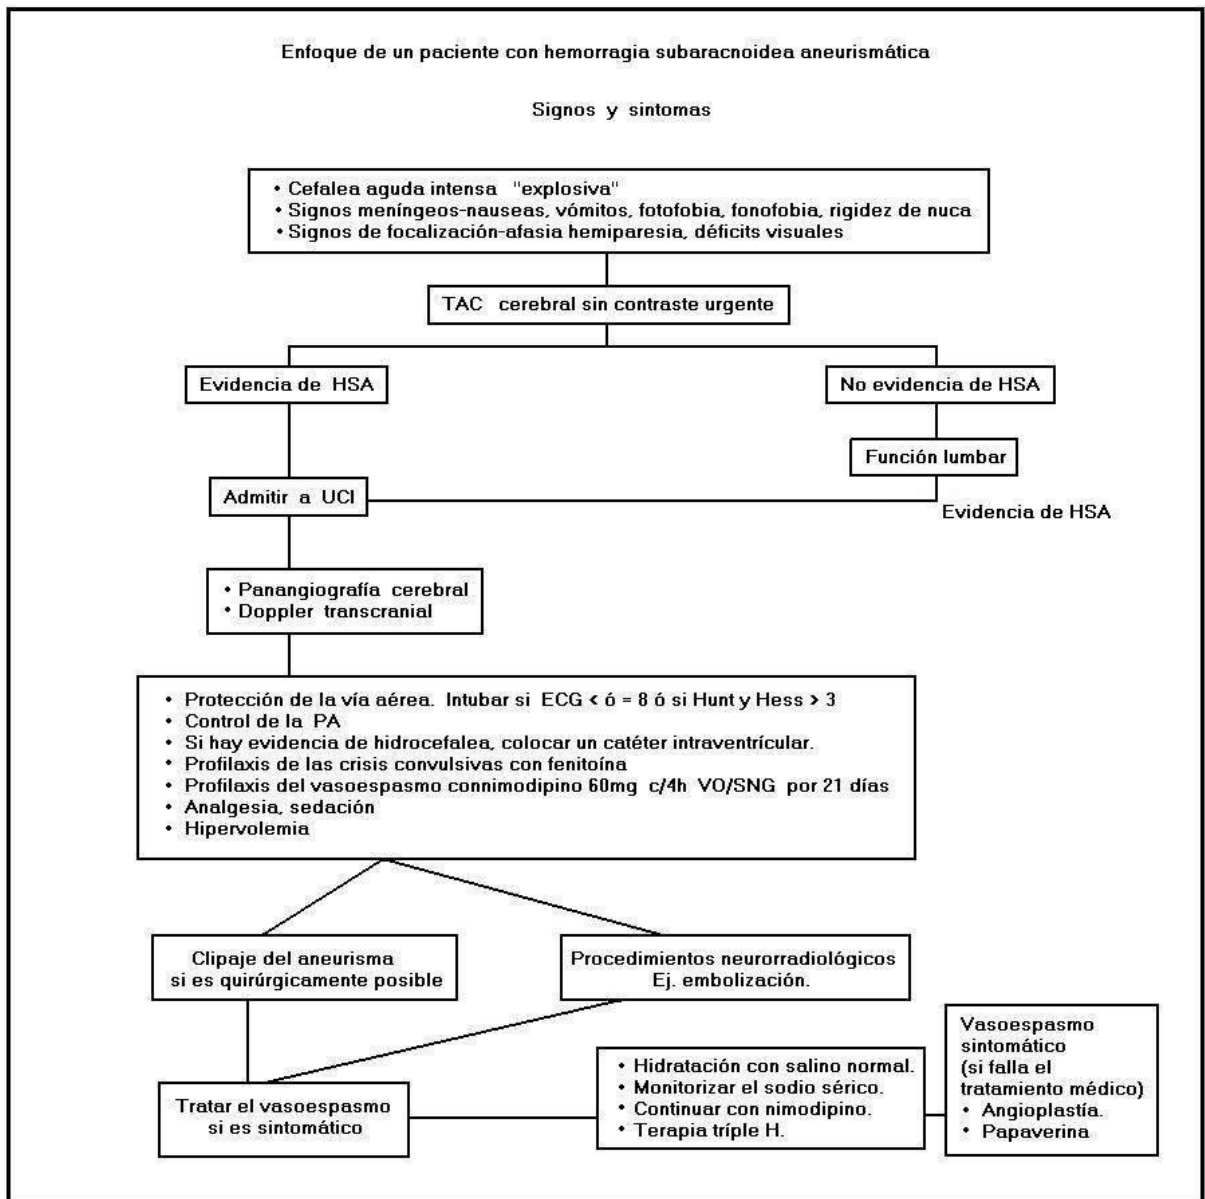 Enfoque de un paciente con hemorragia subaracnoidea aneurismática
Signos y sintomas
• Cefalea aguda intensa "explosiva"
• Signos meníngeos-nauseas, vómitos, fotofobia, fonofobia, rigidez de nuca
• Signos de focalización-afasia hemiparesia, déficits visuales
TAC cerebral sin contraste urgente
Evidencia de HSA
No evidencia de HSA
Función lumbar
Admitir a UCI
Evidencia de HSA
• Panangiografía cerebral
• Doppler transcranial
• Protección de la vía aérea. Intubar si ECG < ó = 8 ó si Hunt y Hess > 3
• Control de la PA
• Si hay evidencia de hidrocefalea, colocar un catéter intraventrícular.
• Profilaxis de las crisis convulsivas con fenitoína
• Profilaxis del vasoespasmo connimodipino 60mg c/4h VO/SNG por 21 días
• Analgesia, sedación
• Hipervolemia
Clipaje del aneurisma
si es quirúrgicamente posible
Procedimientos neurorradiológicos
Ej. embolización.
Tratar el vasoespasmo
si es sintomático
• Hidratación con salino normal.
• Monitorizar el sodio sérico.
• Continuar con nimodipino.
• Terapia tríple H.
Vasoespasmo
sintomático
(si falla el
tratamiento médico)
• Angioplastía.
• Papaverina